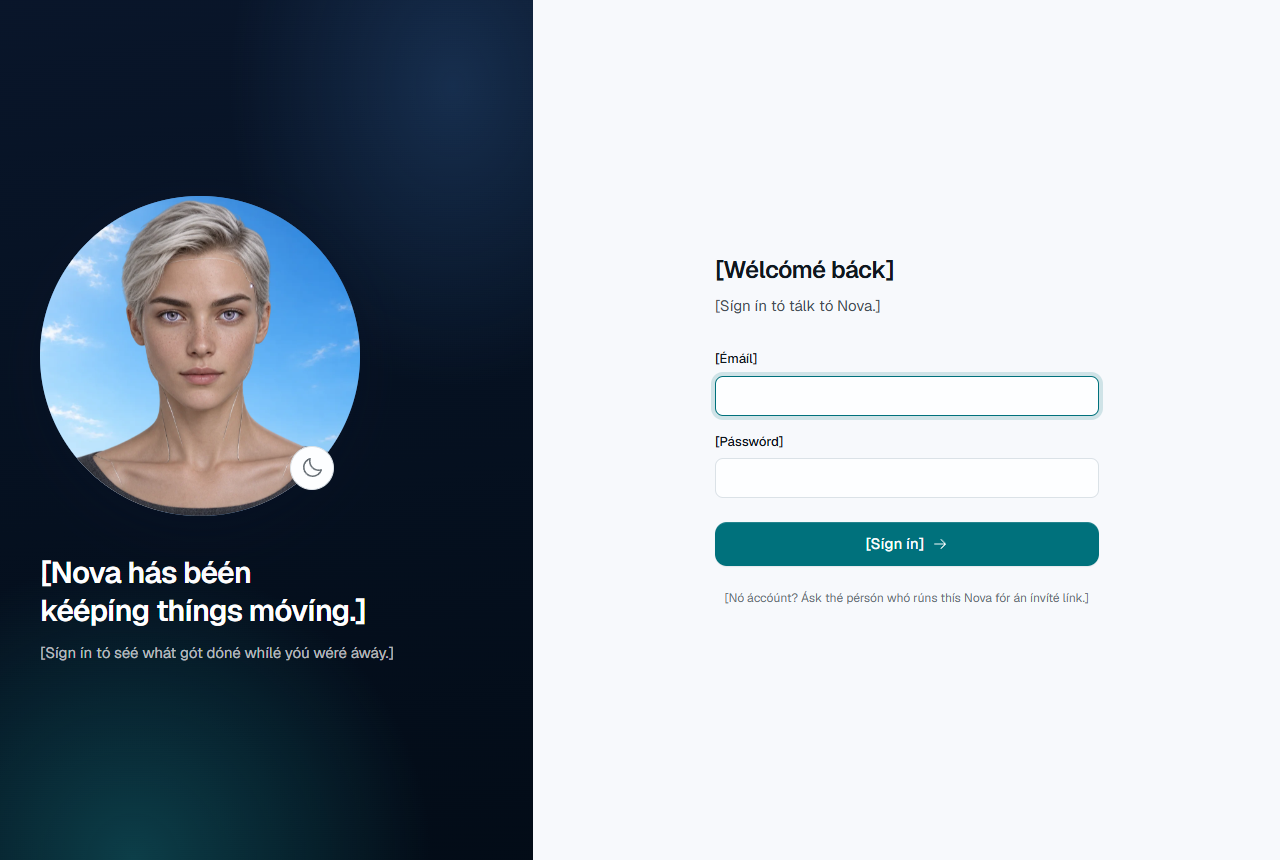 [Nova hás béén
kéépíng thíngs móvíng.]
[Sígn ín tó séé whát gót dóné whílé yóú wéré áwáy.]
[Wélcómé báck]
[Sígn ín tó tálk tó Nova.]
[Émáíl]
[Pásswórd]
[Sígn ín]
[Nó áccóúnt? Ásk thé pérsón whó rúns thís Nova fór án ínvíté línk.]